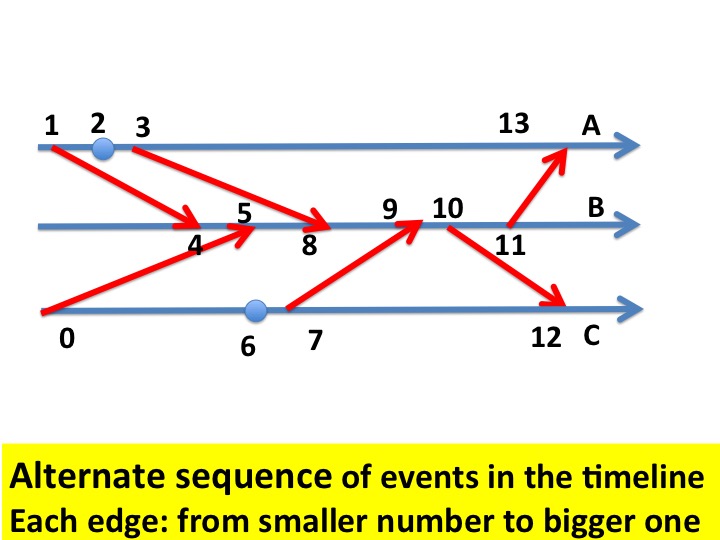 1 2 3 13 A
5 9 10 B
4 8 11
0 6 7 12 C
Alternate sequence of events in the timeline
Each edge: from smaller number to bigger one